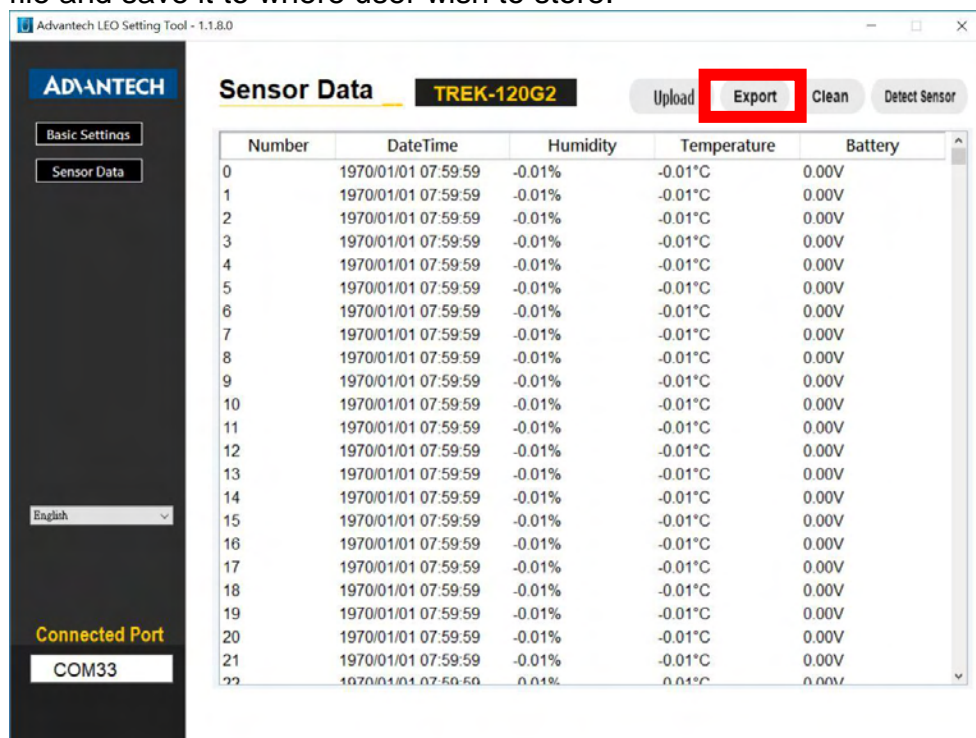 file and save it to where user wish to store.
Advantech LEO Setting Tool - 1.1.8.0
ADVANTECH
Basic Settings
Sensor Data
English
Connected Port
COM33
Sensor Data _ TREK-120G2 Upload Export Clean Detect Sensor
Number DateTime Humidity Temperature Battery
0 1970/01/01 07:59:59 -0.01% -0.01°C 0.00V
1 1970/01/01 07:59:59 -0.01% -0.01°C 0.00V
2 1970/01/01 07:59:59 -0.01% -0.01°C 0.00V
3 1970/01/01 07:59:59 -0.01% -0.01°C 0.00V
4 1970/01/01 07:59:59 -0.01% -0.01°C 0.00V
5 1970/01/01 07:59:59 -0.01% -0.01°C 0.00V
6 1970/01/01 07:59:59 -0.01% -0.01°C 0.00V
7 1970/01/01 07:59:59 -0.01% -0.01°C 0.00V
8 1970/01/01 07:59:59 -0.01% -0.01°C 0.00V
9 1970/01/01 07:59:59 -0.01% -0.01°C 0.00V
10 1970/01/01 07:59:59 -0.01% -0.01°C 0.00V
11 1970/01/01 07:59:59 -0.01% -0.01°C 0.00V
12 1970/01/01 07:59:59 -0.01% -0.01°C 0.00V
13 1970/01/01 07:59:59 -0.01% -0.01°C 0.00V
14 1970/01/01 07:59:59 -0.01% -0.01°C 0.00V
15 1970/01/01 07:59:59 -0.01% -0.01°C 0.00V
16 1970/01/01 07:59:59 -0.01% -0.01°C 0.00V
17 1970/01/01 07:59:59 -0.01% -0.01°C 0.00V
18 1970/01/01 07:59:59 -0.01% -0.01°C 0.00V
19 1970/01/01 07:59:59 -0.01% -0.01°C 0.00V
20 1970/01/01 07:59:59 -0.01% -0.01°C 0.00V
21 1970/01/01 07:59:59 -0.01% -0.01°C 0.00V
22 1970/01/01 07:59:59 -0.01% -0.01°C 0.00V